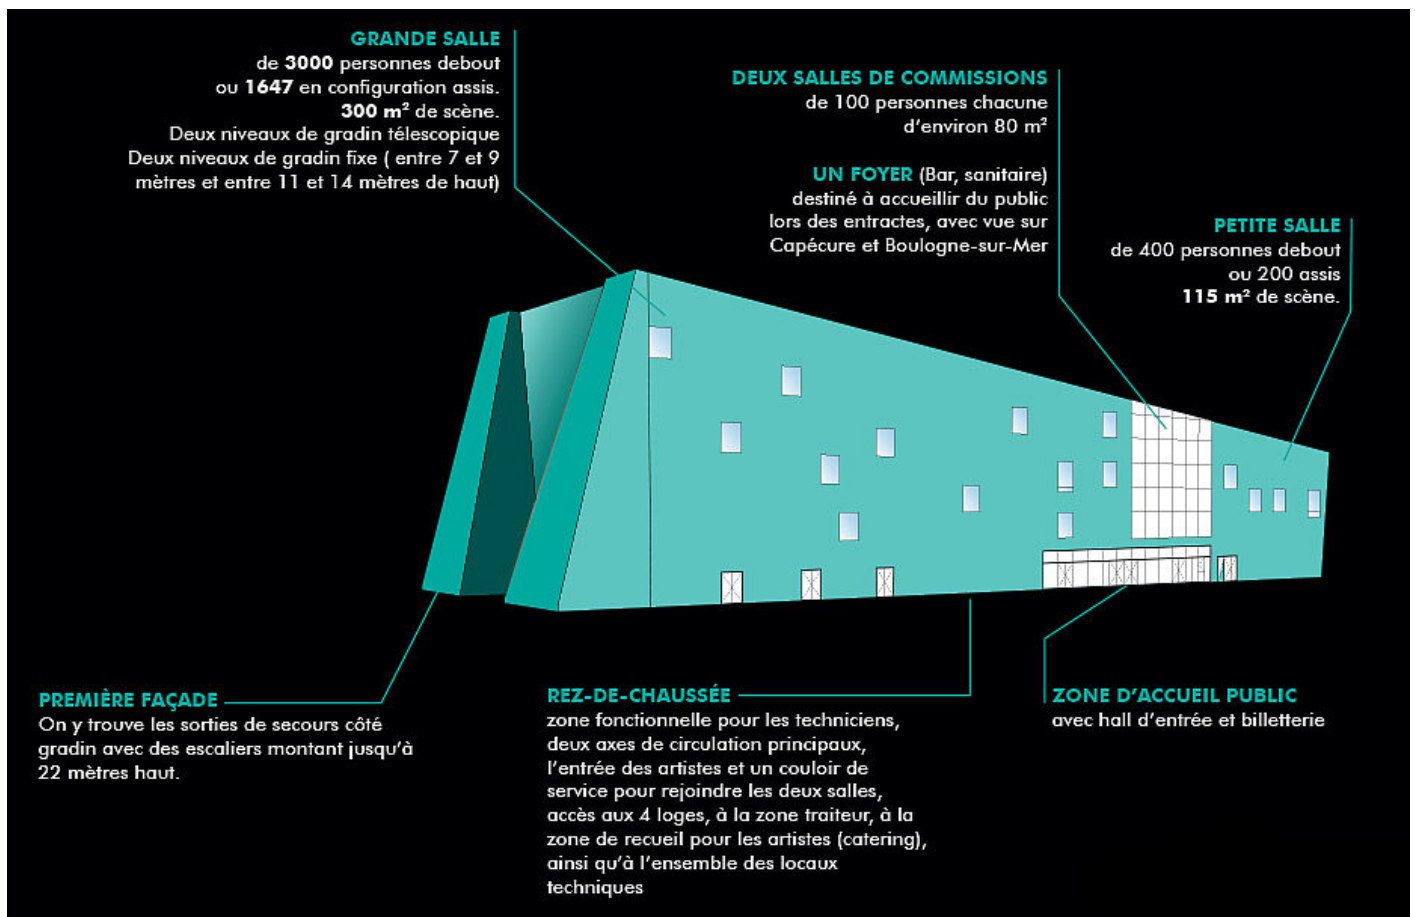 GRANDE SALLE
de 3000 personnes debout
ou 1647 en configuration assis.
300 m² de scène.
Deux niveaux de gradin télescopique
Deux niveaux de gradin fixe ( entre 7 et 9
mètres et entre 11 et 14 mètres de haut)
DEUX SALLES DE COMMISSIONS
de 100 personnes chacune
d'environ 80 m²
UN FOYER (Bar, sanitaire)
destiné à accueillir du public
lors des entractes, avec vue sur
Capécure et Boulogne-sur-Mer
PETITE SALLE
de 400 personnes debout
ou 200 assis
115 m² de scène.
PREMIÈRE FAÇADE
On y trouve les sorties de secours côté
gradin avec des escaliers montant jusqu'à
22 mètres haut.
REZ-DE-CHAUSSÉE
zone fonctionnelle pour les techniciens,
deux axes de circulation principaux,
l'entrée des artistes et un couloir de
service pour rejoindre les deux salles,
accès aux 4 loges, à la zone traiteur, à la
zone de recueil pour les artistes (catering),
ainsi qu'à l'ensemble des locaux
techniques
ZONE D'ACCUEIL PUBLIC
avec hall d'entrée et billetterie